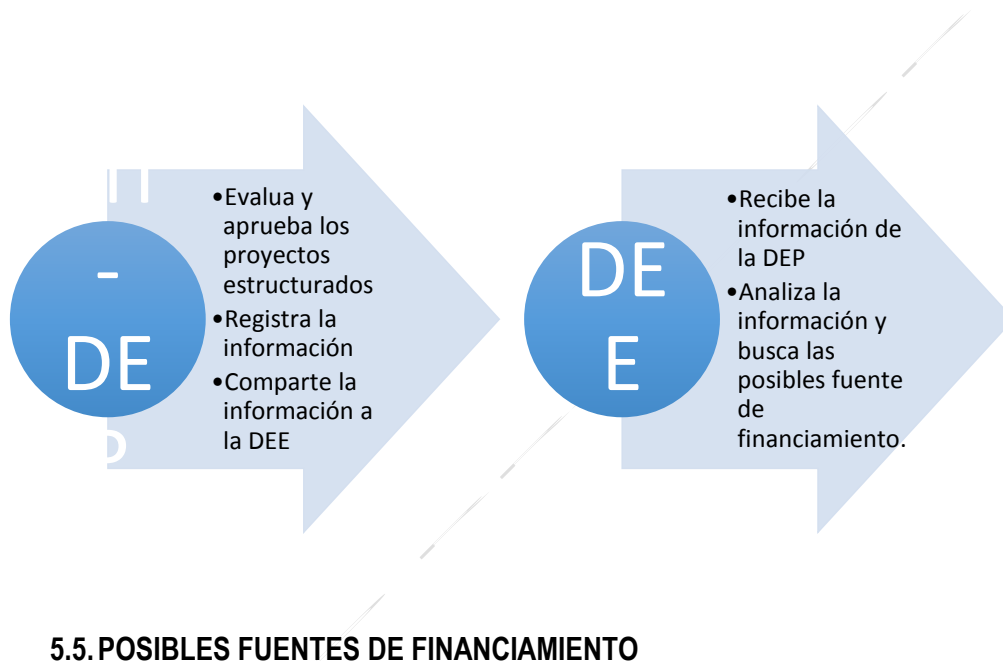 -
DE
•Evalua y
aprueba los
proyectos
estructurados
•Registra la
información
•Comparte la
información a
la DEE
DE
E
•Recibe la
información de
la DEP
•Analiza la
información y
busca las
posibles fuente
de
financiamiento.
5.5. POSIBLES FUENTES DE FINANCIAMIENTO